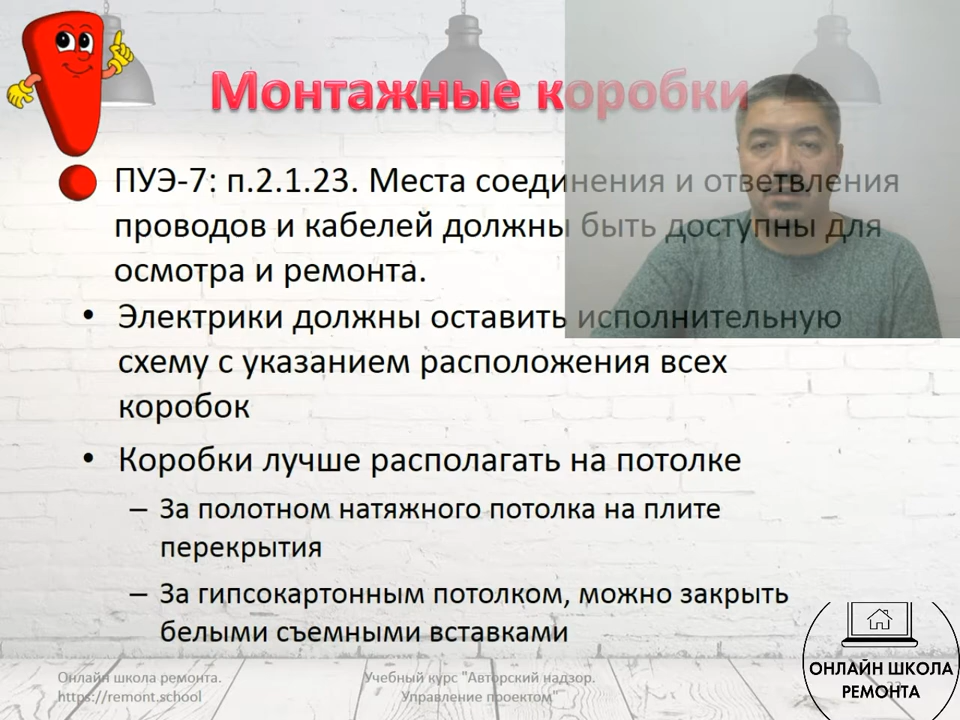 Монтажные коробки
ПУЭ-7: п.2.1.23. Места соединения и ответвления
проводов и кабелей должны быть доступны для
осмотра и ремонта.
• Электрики должны оставить исполнительную
схему с указанием расположения всех
коробок
• Коробки лучше располагать на потолке
– За полотном натяжного потолка на плите
перекрытия
– За гипсокартонным потолком, можно закрыть
белыми съемными вставками
Онлайн школа ремонта.
https://remont.school
Учебный курс "Авторский надзор.
Управление проектом"
ОНЛАЙН ШКОЛА
РЕМОНТА